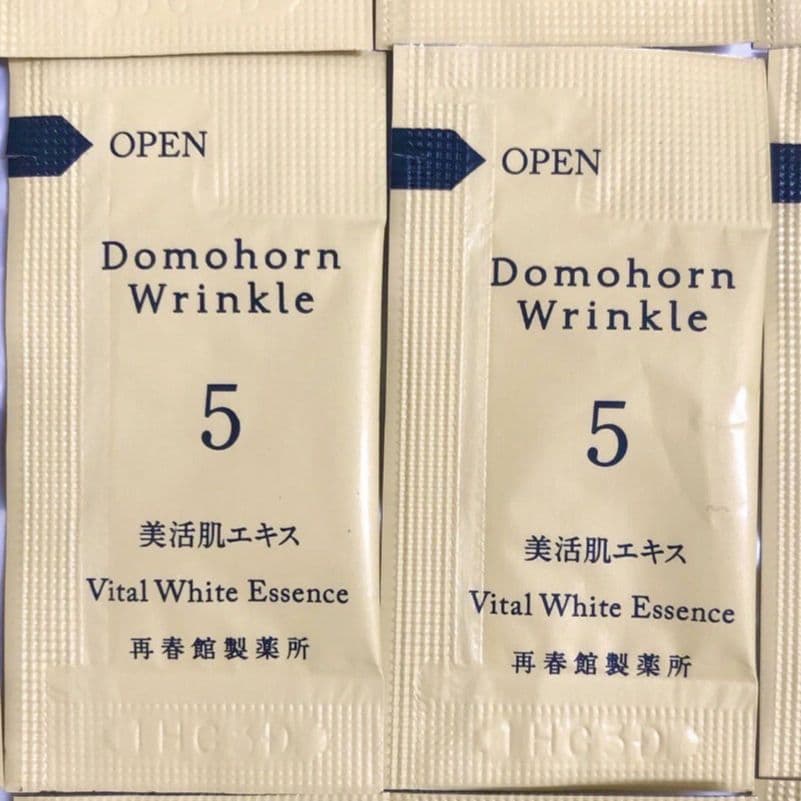 OPEN
Domohorn
Wrinkle
5
美活肌エキス
Vital White Essence
再春館製薬所
OPEN
Domohorn
Wrinkle
5
美活肌エキス
Vital White Essence
再春館製薬所